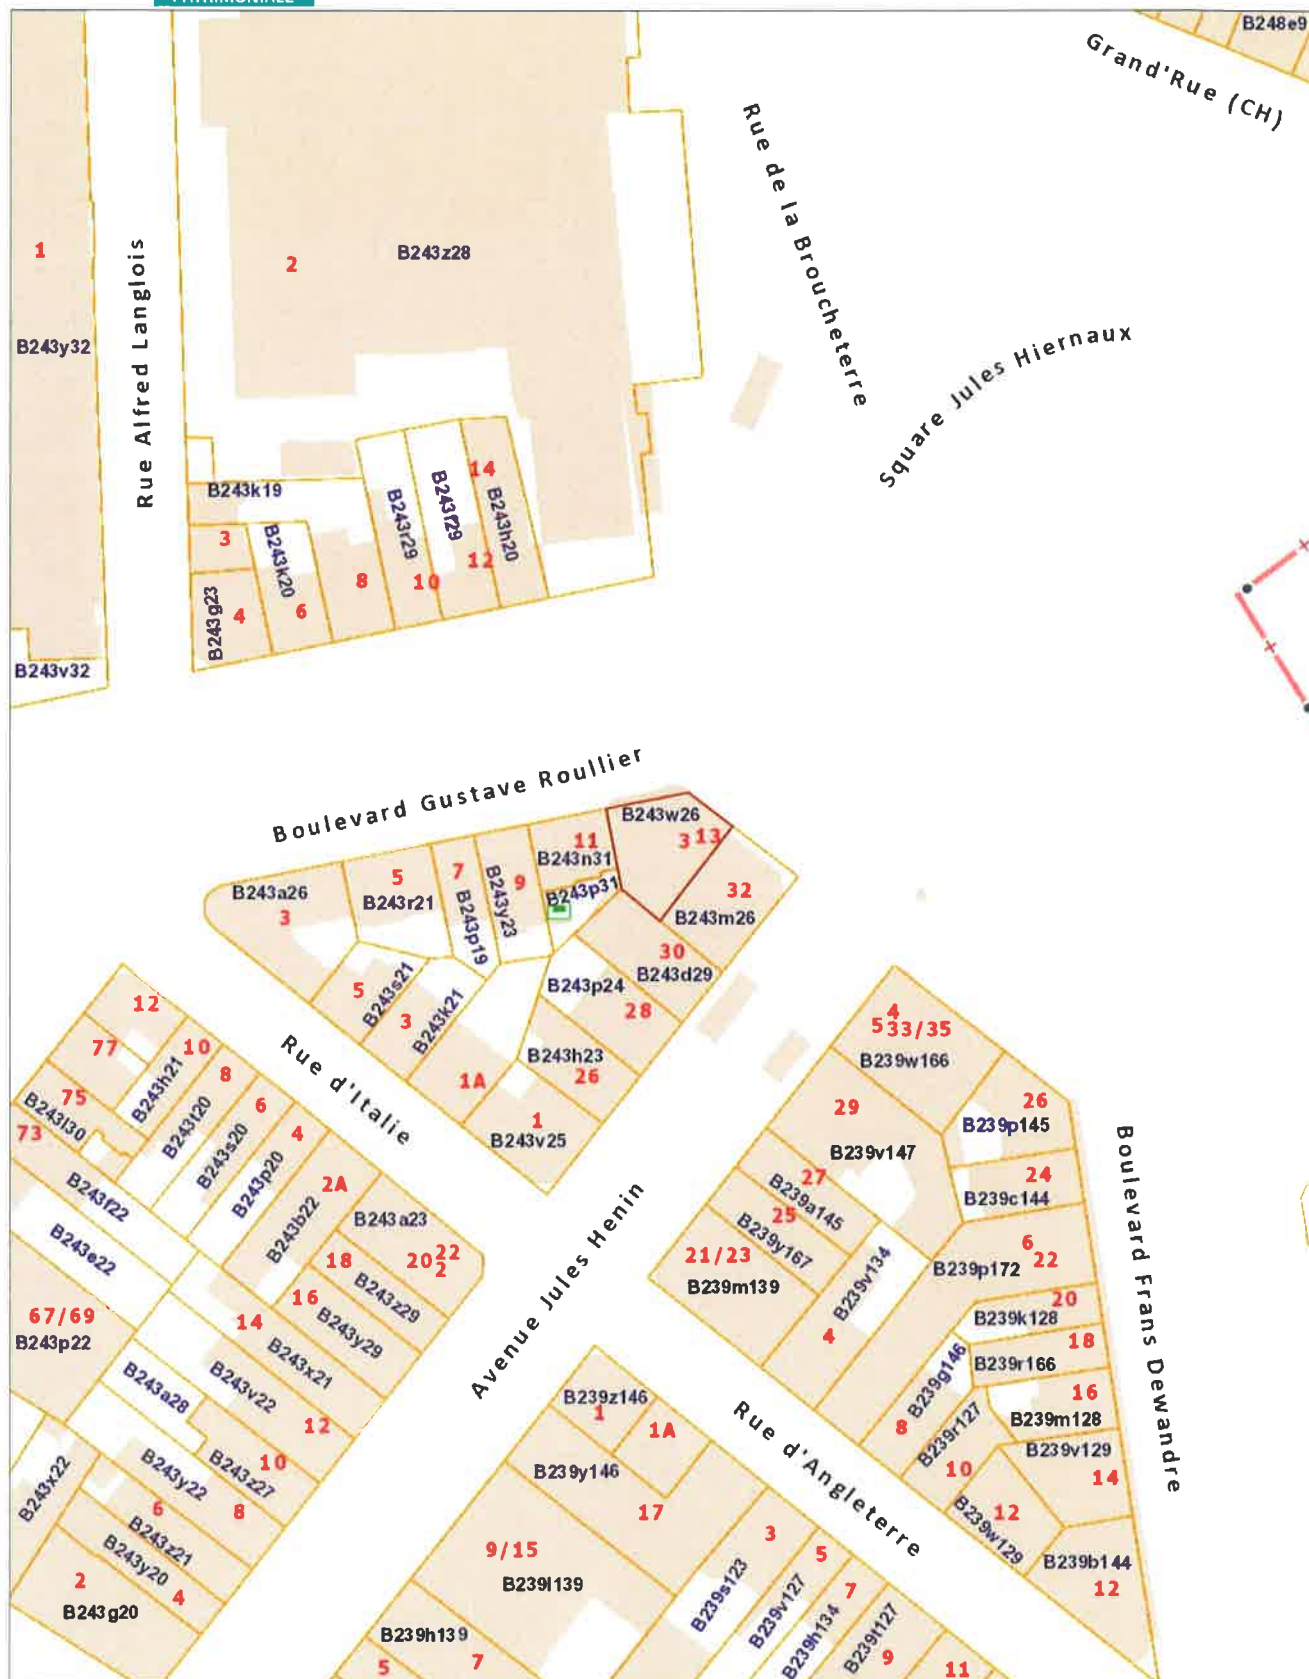 PATRIMONIALE
B248e9
Grand'Rue (CH)
Rue de la Broucheterre
Square Jules Hiernaux
Rue Alfred Langlois
1
B243y32
2
B243z28
B243v32
B243k19
3
B243k20
B243g23
4
6
8
B243r29
10
B243f29
12
14
B243h20
Boulevard Gustave Roullier
B243w26
3 13
11
B243n31
B243p31
9
B243y23
7
B243p19
5
B243r21
B243a26
3
32
B243m26
30
B243d29
B243p24
28
B243h23
26
5
B243s21
3
B243k21
1A
1
B243v25
Rue d'Italie
12
77
10
B243h21
8
B243t20
75
B243l30
73
6
B243s20
4
B243p20
2A
B243b22
B243f22
B243e22
B243a23
20
22
2
18
B243z29
16
B243y29
14
B243x21
67/69
B243p22
B243a28
B243v22
12
10
B243z27
B243y22
8
B243x22
6
B243z21
B243y20
4
2
B243g20
Avenue Jules Henin
4
5 33/35
B239w166
29
B239v147
26
B239p145
24
B239c144
27
B239a145
25
B239y167
21/23
B239m139
B239v134
4
6
22
B239p172
20
B239k128
18
B239r166
16
B239m128
B239g146
8
B239r127
10
B239v129
14
12
B239w129
B239b144
12
Boulevard Frans Dewandre
Rue d'Angleterre
B239z146
1
1A
B239y146
17
9/15
B239l139
3
B239s123
5
B239v127
7
B239h134
B239t127
9
11
B239h139
5
7